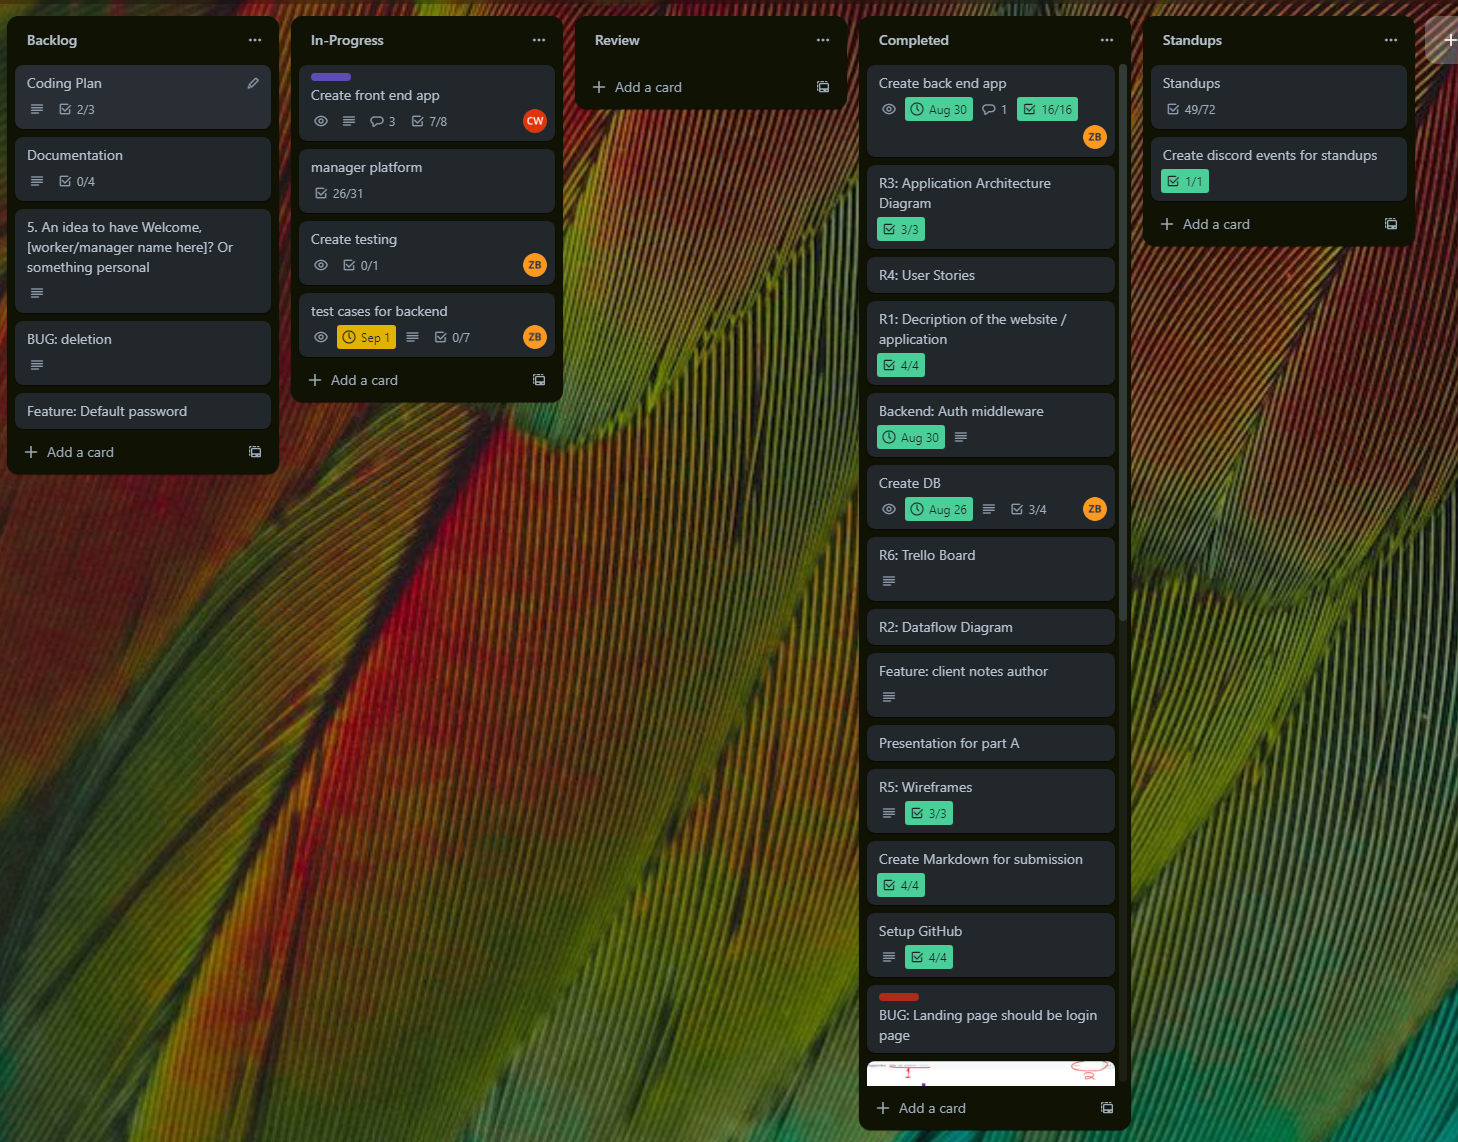 Backlog
Coding Plan
2/3
Documentation
0/4
5. An idea to have Welcome,
[worker/manager name here]? Or
something personal
BUG: deletion
Feature: Default password
Add a card
In-Progress
Create front end app
3
7/8
CW
manager platform
26/31
Create testing
0/1
ZB
test cases for backend
Sep 1
0/7
ZB
Add a card
Review
Add a card
Completed
Create back end app
Aug 30
1
16/16
ZB
R3: Application Architecture
Diagram
3/3
R4: User Stories
R1: Decription of the website /
application
4/4
Backend: Auth middleware
Aug 30
Create DB
Aug 26
3/4
ZB
R6: Trello Board
R2: Dataflow Diagram
Feature: client notes author
Presentation for part A
R5: Wireframes
3/3
Create Markdown for submission
4/4
Setup GitHub
4/4
BUG: Landing page should be login
page
1
2
Add a card
Standups
Standups
49/72
Create discord events for standups
1/1
Add a card